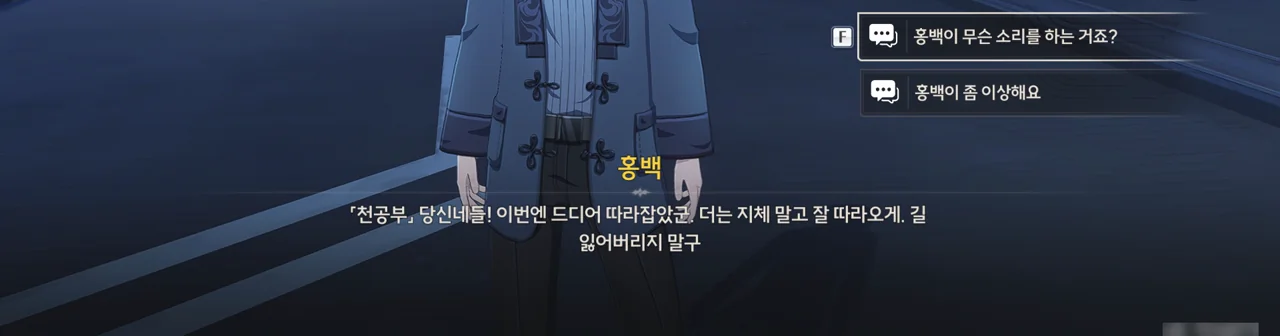 F
홍백이 무슨 소리를 하는 거죠?
홍백이 좀 이상해요
홍백
「천공부」 당신네들! 이번엔 드디어 따라잡았군. 더는 지체 말고 잘 따라오게. 길
잃어버리지 말구